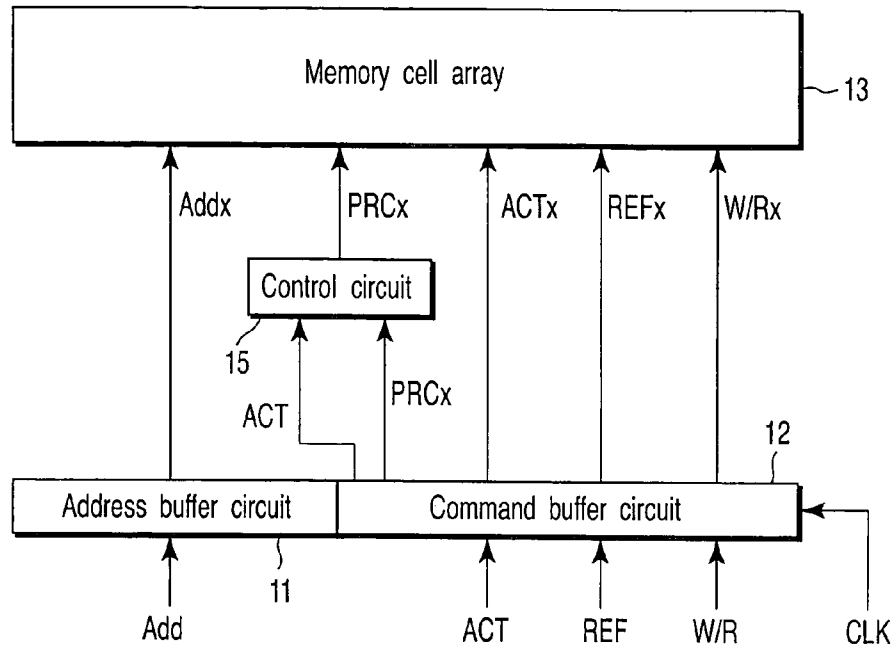 Memory cell array
13
Addx
PRCx
ACTx
REFx
W/Rx
Control circuit
15
ACT
PRCx
12
Address buffer circuit
Command buffer circuit
11
Add
ACT
REF
W/R
CLK